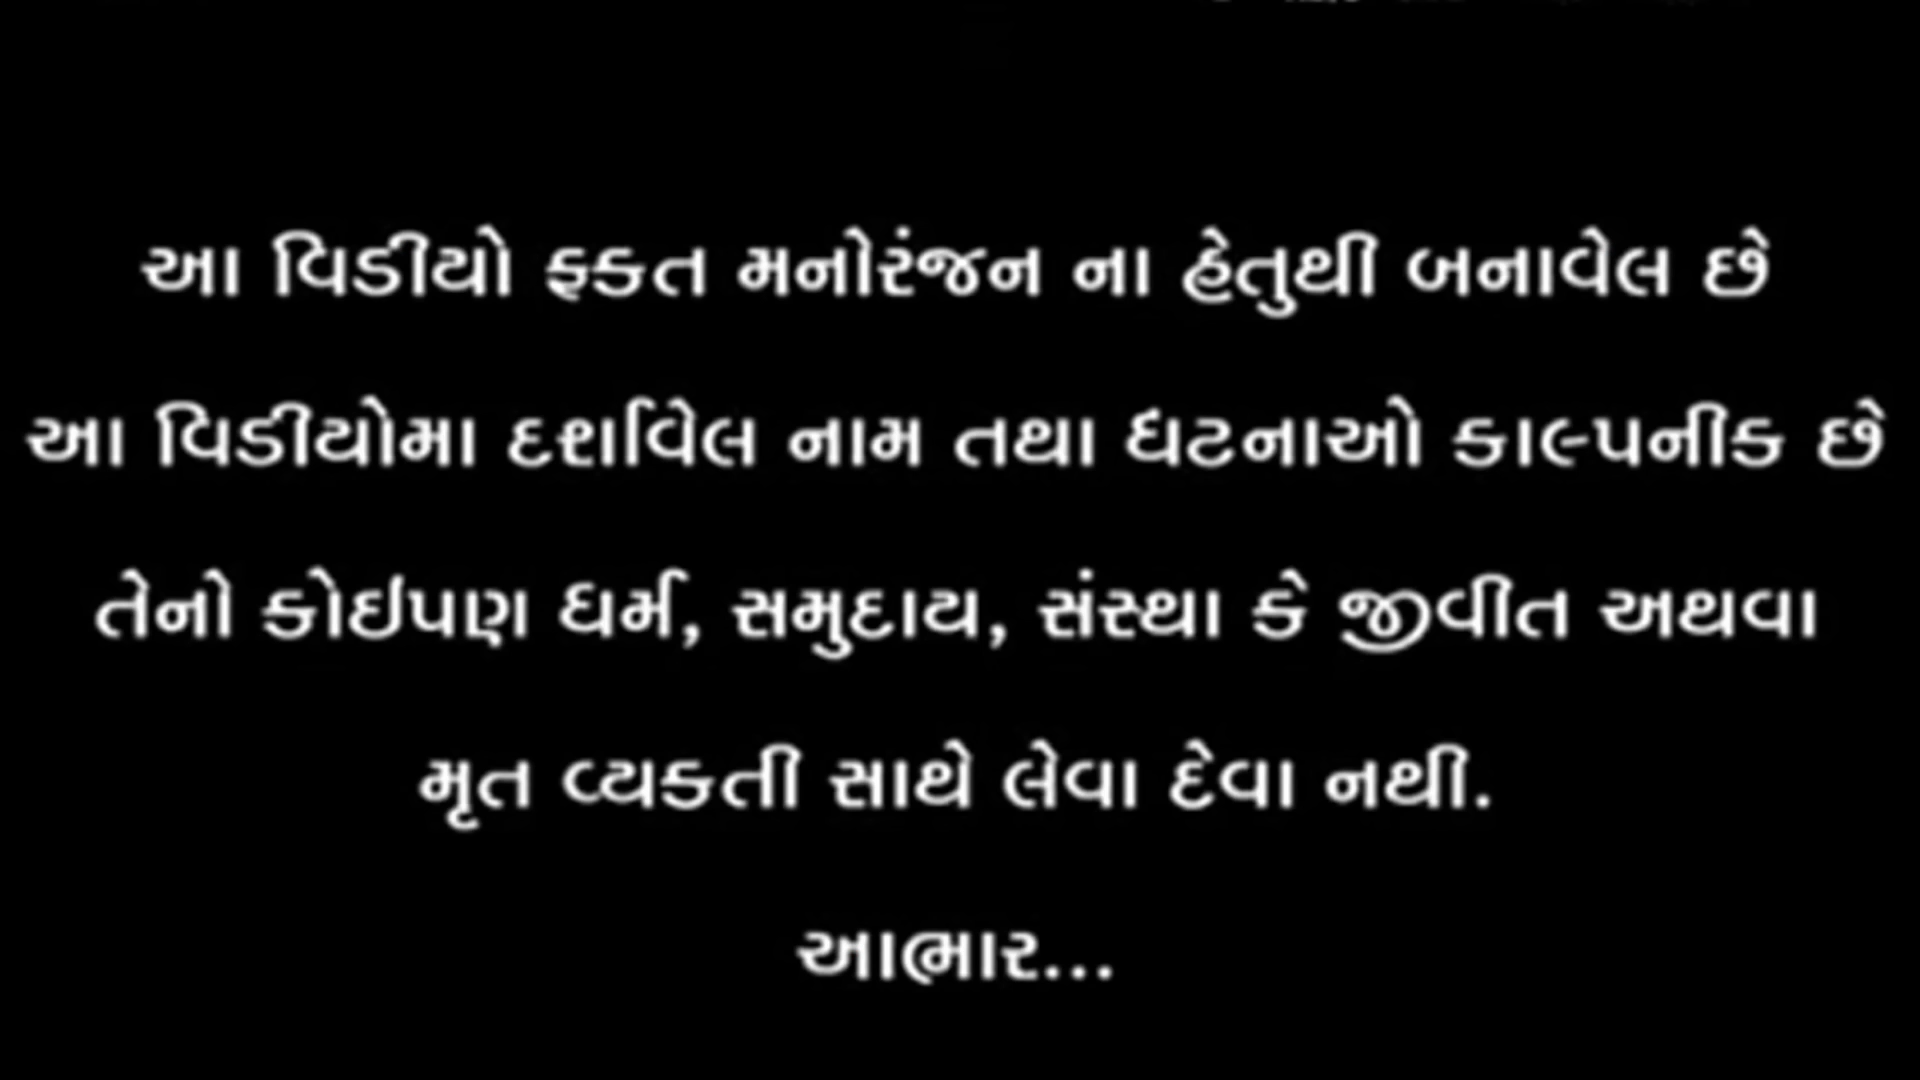 આ વિડીયો ફકત મનોરંજન ના હેતુથી બનાવેલ છે
આ વિડીયોમા દર્શાવેલ નામ તથા ઘટનાઓ કાલ્પનીક છે
તેનો કોઇપણ ધર્મ, સમુદાય, સંસ્થા કે જીવીત અથવા
મૃત વ્યકતી સાથે લેવા દેવા નથી.
આભાર...